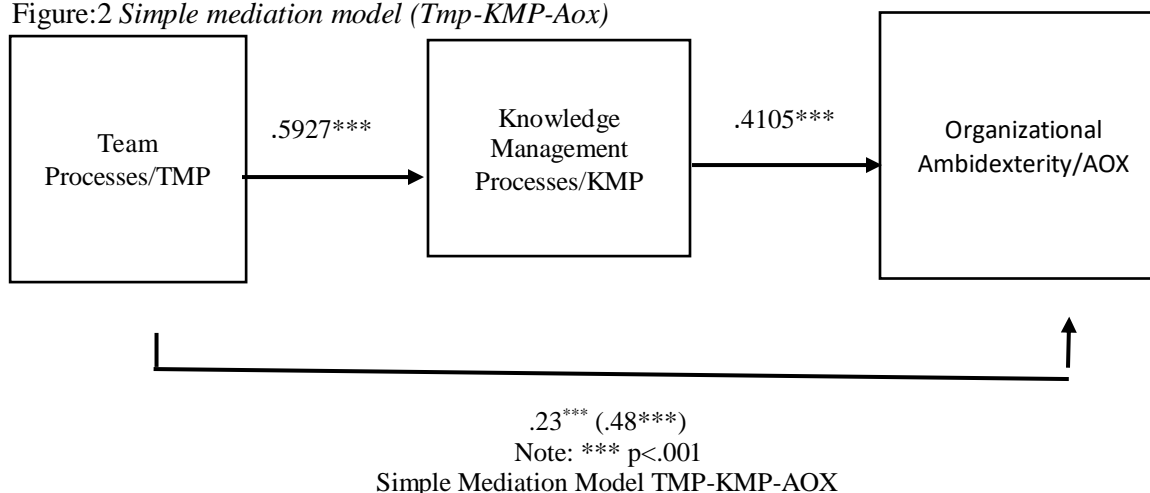 Figure:2 Simple mediation model (Tmp-KMP-Aox)
Team
Processes/TMP
.5927***
Knowledge
Management
Processes/KMP
.4105***
Organizational
Ambidexterity/AOX
.23*** (.48***)
Note: *** p<.001
Simple Mediation Model TMP-KMP-AOX